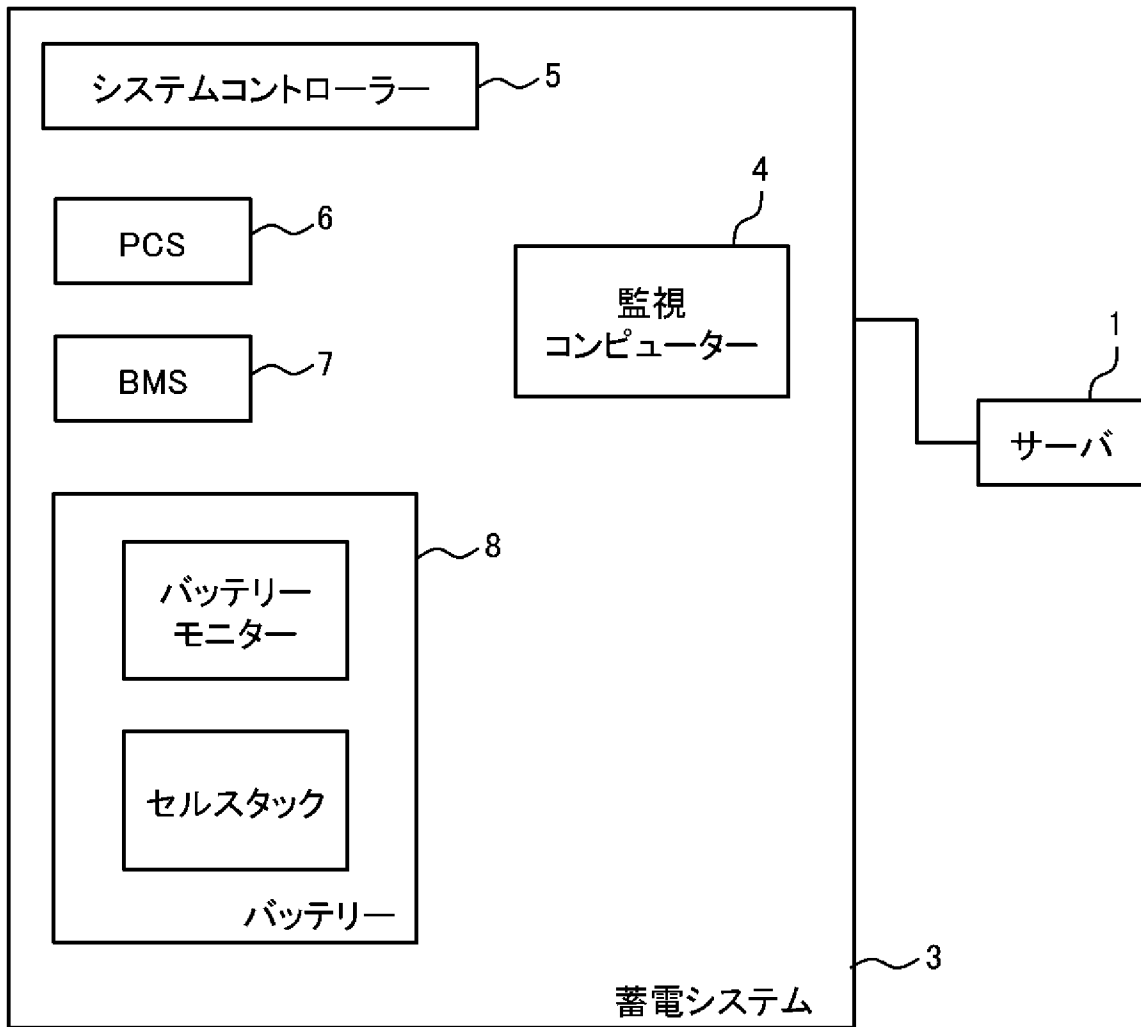 システムコントローラー
5
PCS
6
4
監視
コンピューター
BMS
7
1
サーバ
8
バッテリー
モニター
セルスタック
バッテリー
3
蓄電システム